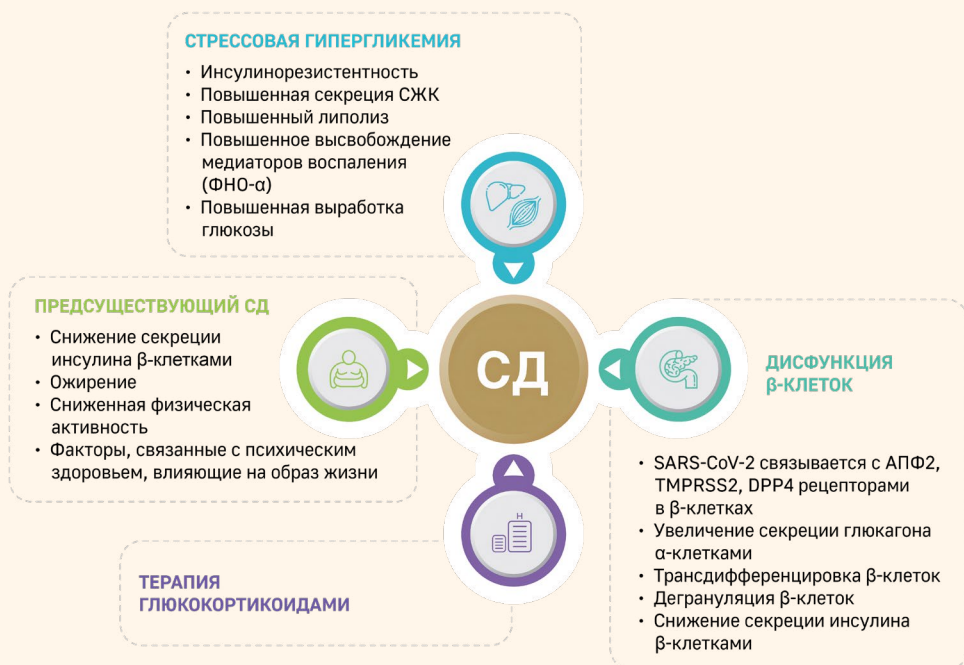 СТРЕССОВАЯ ГИПЕРГЛИКЕМИЯ
• Инсулинорезистентность
• Повышенная секреция СЖК
• Повышенный липолиз
• Повышенное высвобождение
медиаторов воспаления
(ФНО-α)
• Повышенная выработка
глюкозы
ПРЕДСУЩЕСТВУЮЩИЙ СД
• Снижение секреции
инсулина β-клетками
• Ожирение
• Сниженная физическая
активность
• Факторы, связанные с психическим
здоровьем, влияющие на образ жизни
СД
ДИСФУНКЦИЯ
β-КЛЕТОК
• SARS-CoV-2 связывается с АПФ2,
TMPRSS2, DPP4 рецепторами
в β-клетках
• Увеличение секреции глюкагона
α-клетками
• Трансдифференцировка β-клеток
• Дегрануляция β-клеток
• Снижение секреции инсулина
β-клетками
H
ТЕРАПИЯ
ГЛЮКОКОРТИКОИДАМИ